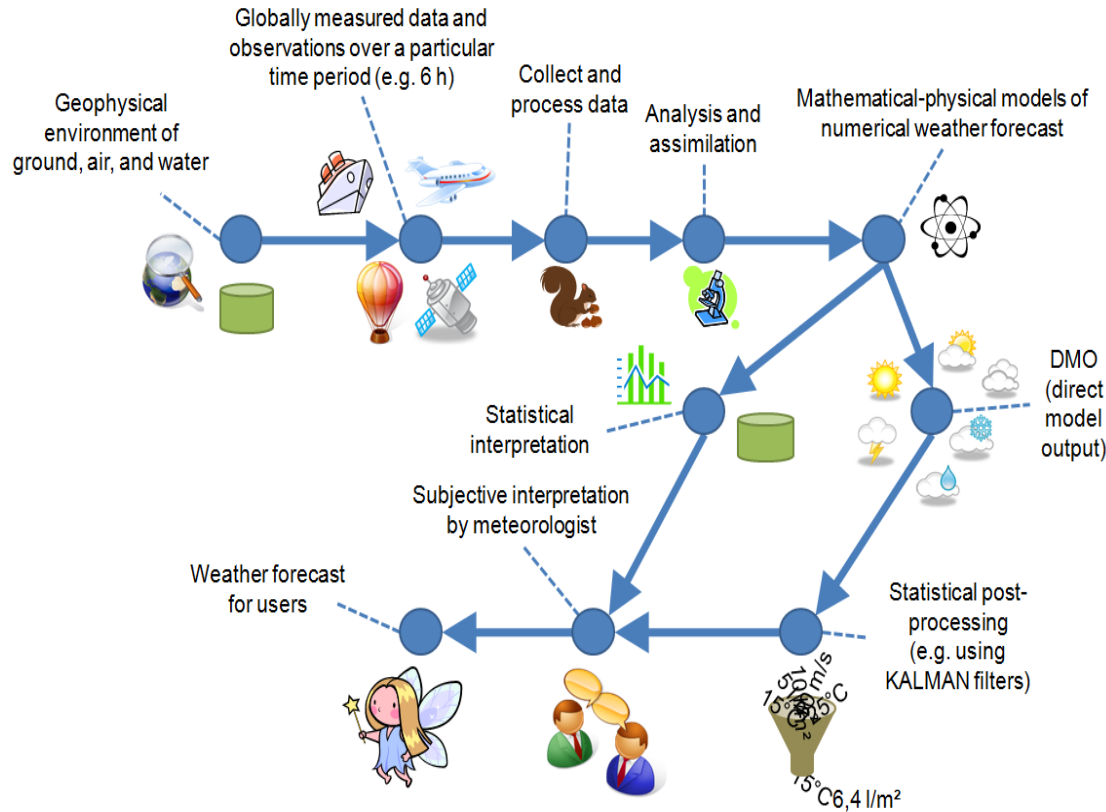 Globally measured data and
observations over a particular
time period (e.g. 6 h)
Geophysical
environment of
ground, air, and water
Collect and
process data
Analysis and
assimilation
Mathematical-physical models of
numerical weather forecast
DMO
(direct
model
output)
Statistical
interpretation
Subjective interpretation
by meteorologist
Weather forecast
for users
Statistical post-
processing
(e.g. using
KALMAN filters)
15°C
6,4 l/m²